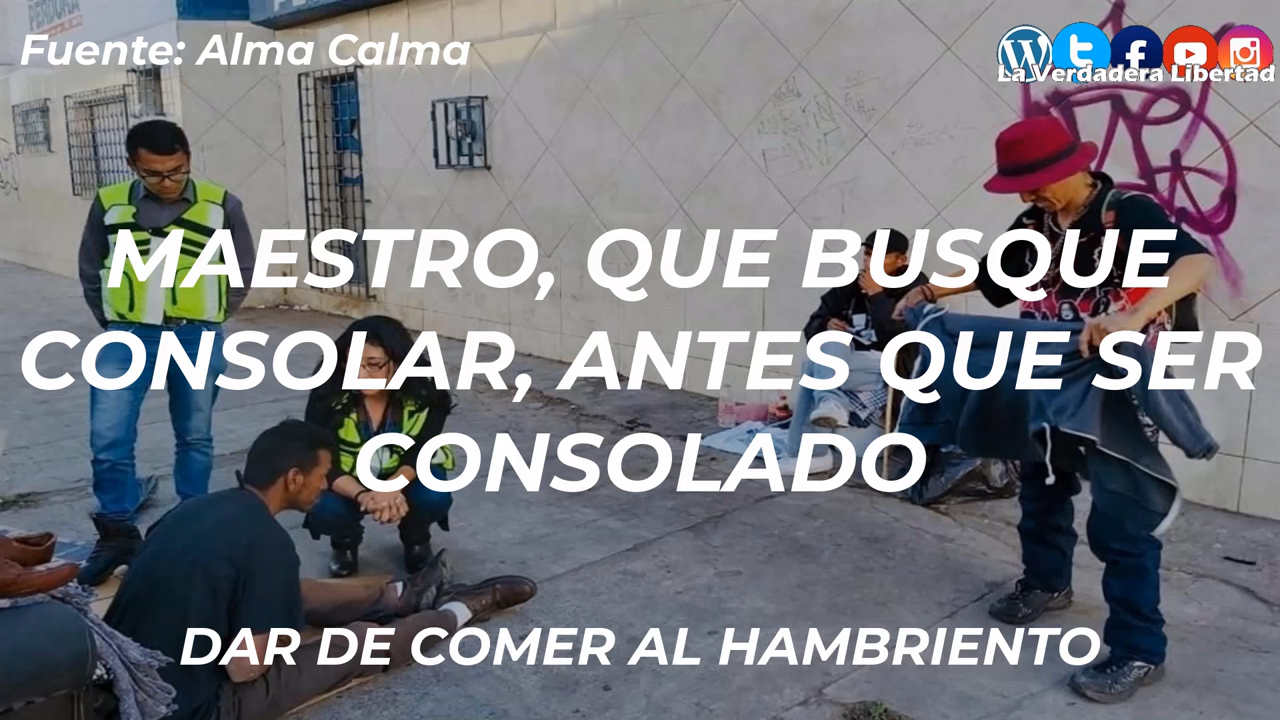 PERDURA
Fuente: Alma Calma
La Verdadera Libertad
MAESTRO, QUE BUSQUE
CONSOLAR, ANTES QUE SER
CONSOLADO
DAR DE COMER AL HAMBRIENTO